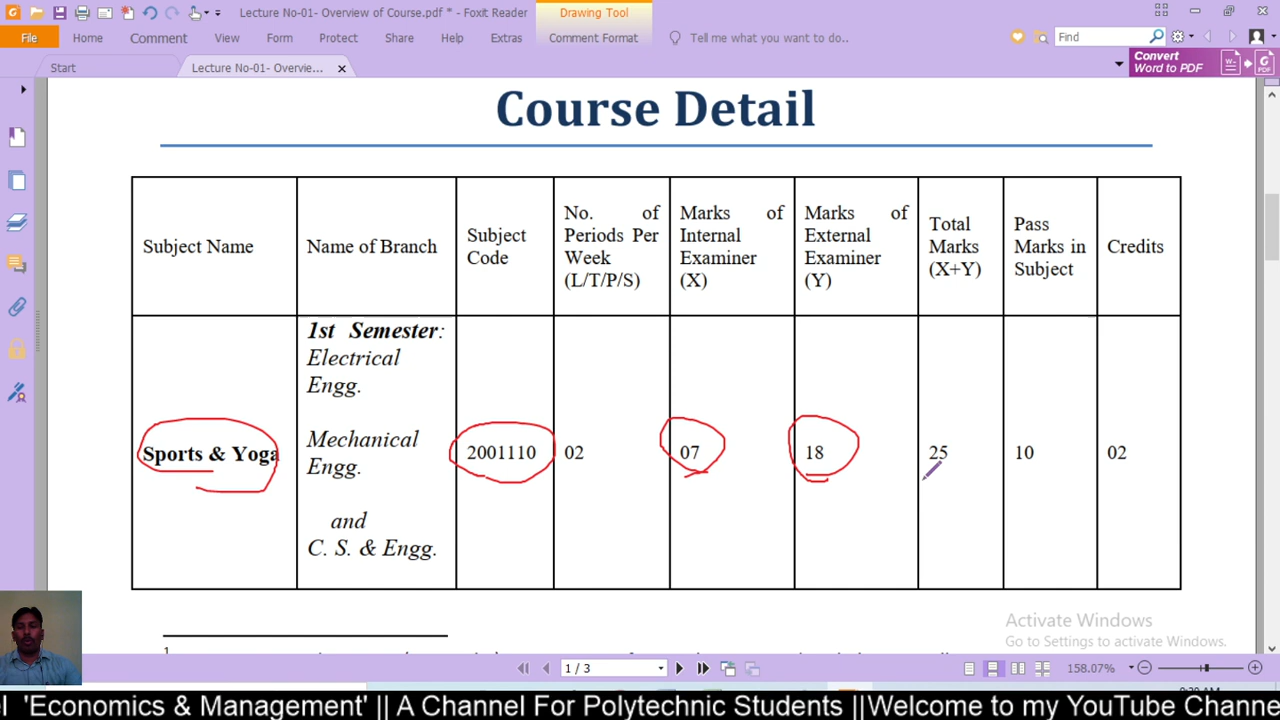 Lecture No-01- Overview of Course.pdf * - Foxit Reader
Drawing Tool
File
Home
Comment
View
Form
Protect
Share
Help
Extras
Comment Format
Tell me what you want to do..
Find
Start
Lecture No-01- Overvie...
Convert
Word to PDF
Course Detail
Subject Name
Name of Branch
Subject
Code
No. of
Periods Per
Week
(L/T/P/S)
Marks of
Internal
Examiner
(X)
Marks of
External
Examiner
(Y)
Total
Marks
(X+Y)
Pass
Marks in
Subject
Credits
Sports & Yoga
1st Semester:
Electrical
Engg.
Mechanical
Engg.
and
C. S. & Engg.
2001110
02
07
18
25
10
02
Activate Windows
Go to Settings to activate Windows.
1
1 / 3
158.07%
'Economics & Management' || A Channel For Polytechnic Students ||Welcome to my YouTube Channe